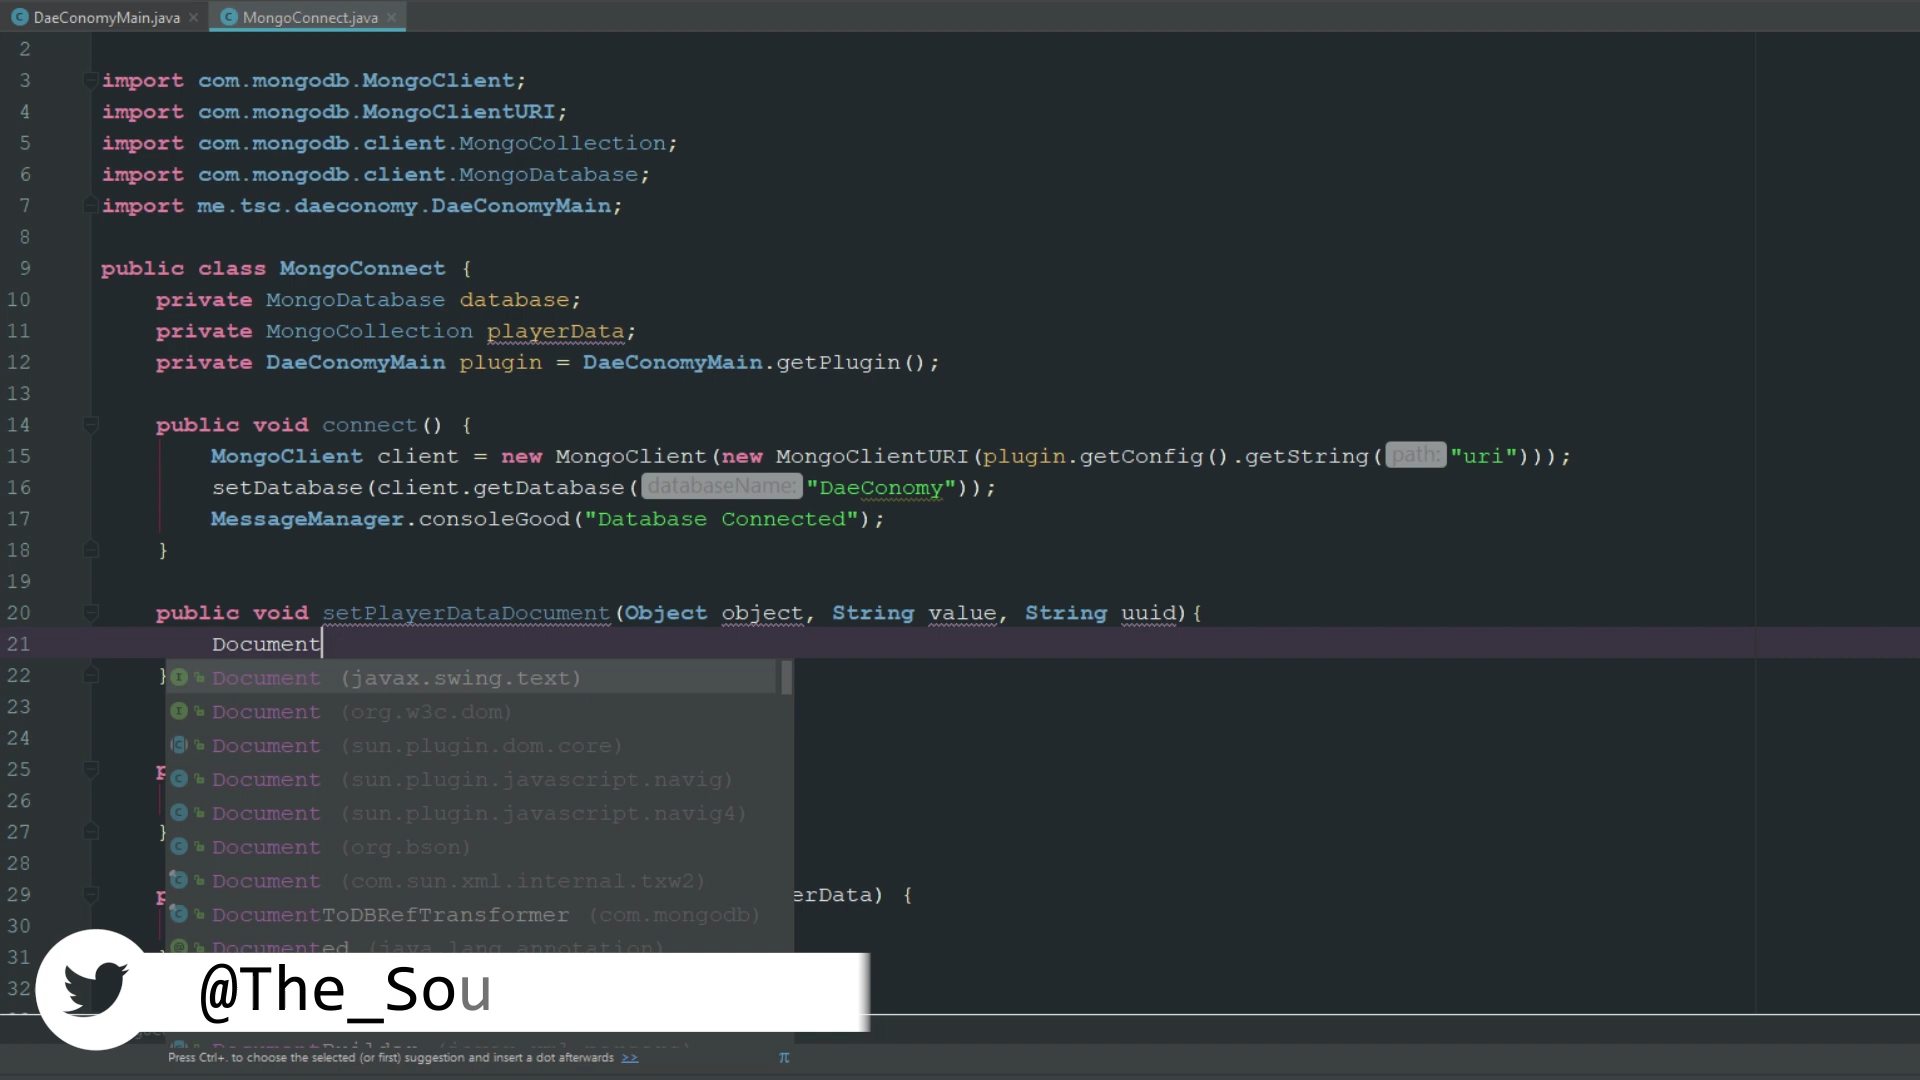 DaeConomyMain.java
MongoConnect.java
2
3 import com.mongodb.MongoClient;
4 import com.mongodb.MongoClientURI;
5 import com.mongodb.client.MongoCollection;
6 import com.mongodb.client.MongoDatabase;
7 import me.tsc.daeconomy.DaeConomyMain;
8
9 public class MongoConnect {
10 private MongoDatabase database;
11 private MongoCollection playerData;
12 private DaeConomyMain plugin = DaeConomyMain.getPlugin();
13
14 public void connect() {
15 MongoClient client = new MongoClient(new MongoClientURI(plugin.getConfig().getString( path: "uri")));
16 setDatabase(client.getDatabase( databaseName: "DaeConomy"));
17 MessageManager.consoleGood("Database Connected");
18 }
19
20 public void setPlayerDataDocument(Object object, String value, String uuid){
21 Document
22 }
Document (javax.swing.text)
23 Document (org.w3c.dom)
24 Document (sun.plugin.dom.core)
25 p Document (sun.plugin.javascript.navig)
26 Document (sun.plugin.javascript.navig4)
27 } Document (org.bson)
28 Document (com.sun.xml.internal.txw2)
29 p erData) {
30 DocumentToDBRefTransformer (com.mongodb)
31 Documented (java.lang.annotation)
32 @The_Sou
Press Ctrl+. to choose the selected (or first) suggestion and insert a dot afterwards >> π